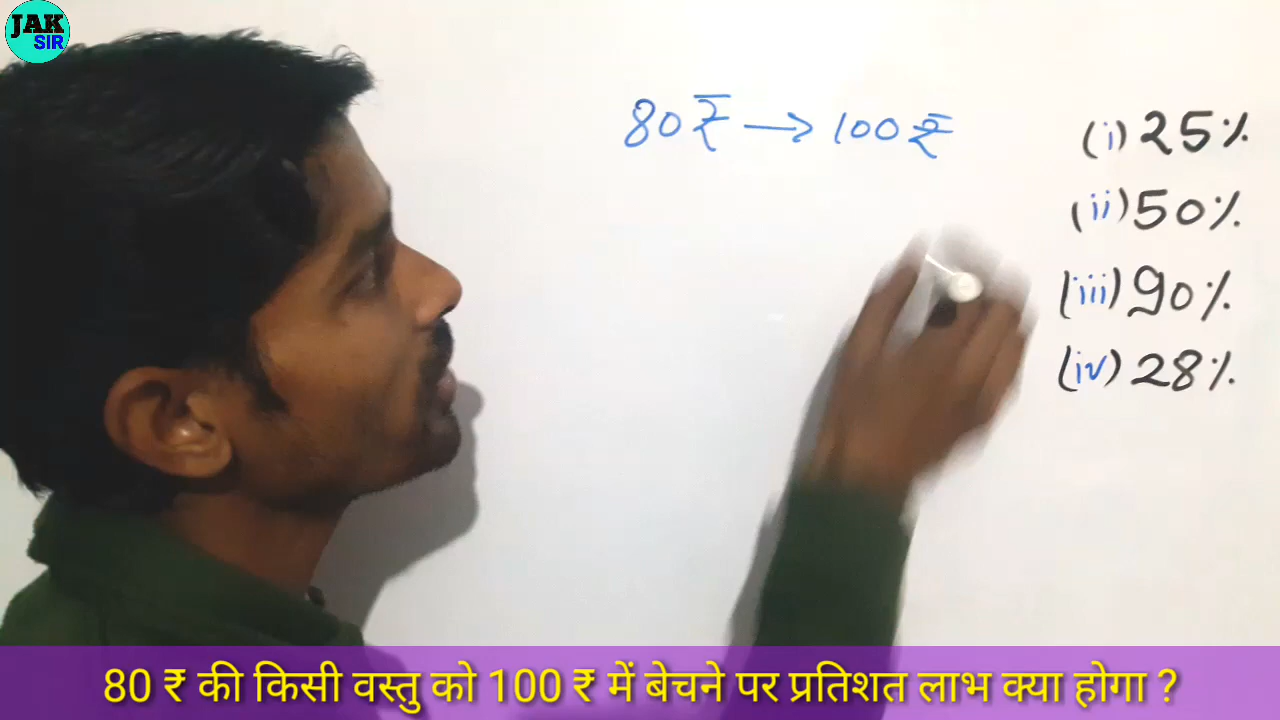 JAK
SIR
80 ₹ → 100 ₹
(i) 25%
(ii) 50%
(iii) 90%
(iv) 28%
80 ₹ की किसी वस्तु को 100 ₹ में बेचने पर प्रतिशत लाभ क्या होगा ?